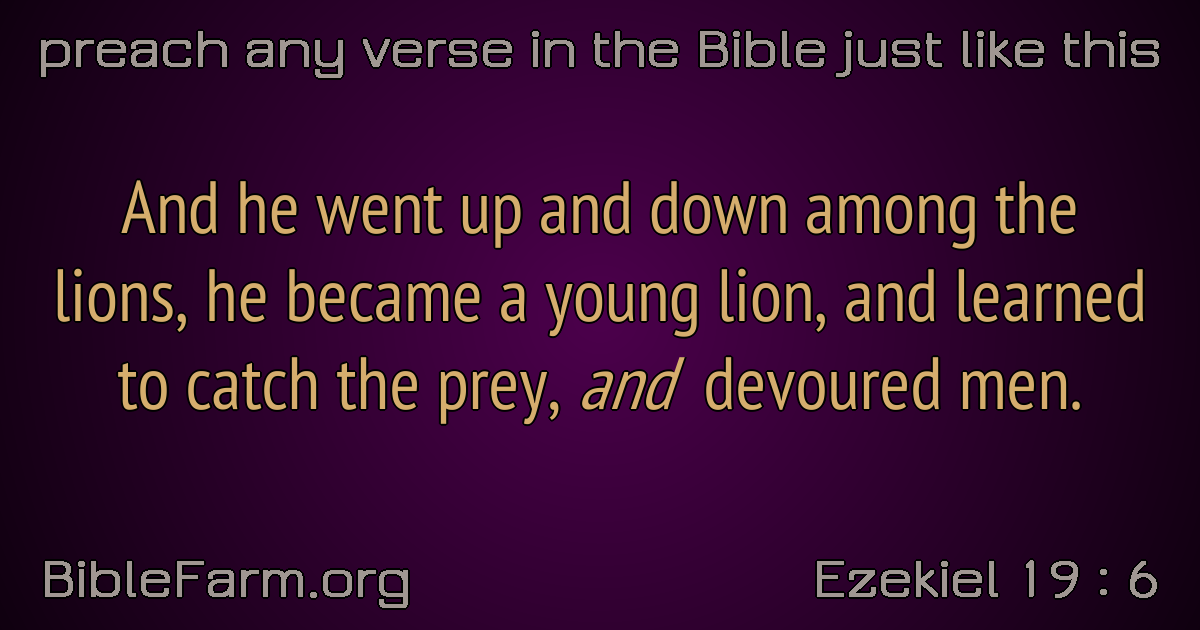 preach any verse in the Bible just like this
And he went up and down among the
lions, he became a young lion, and learned
to catch the prey, and devoured men.
BibleFarm.org
Ezekiel 19 : 6